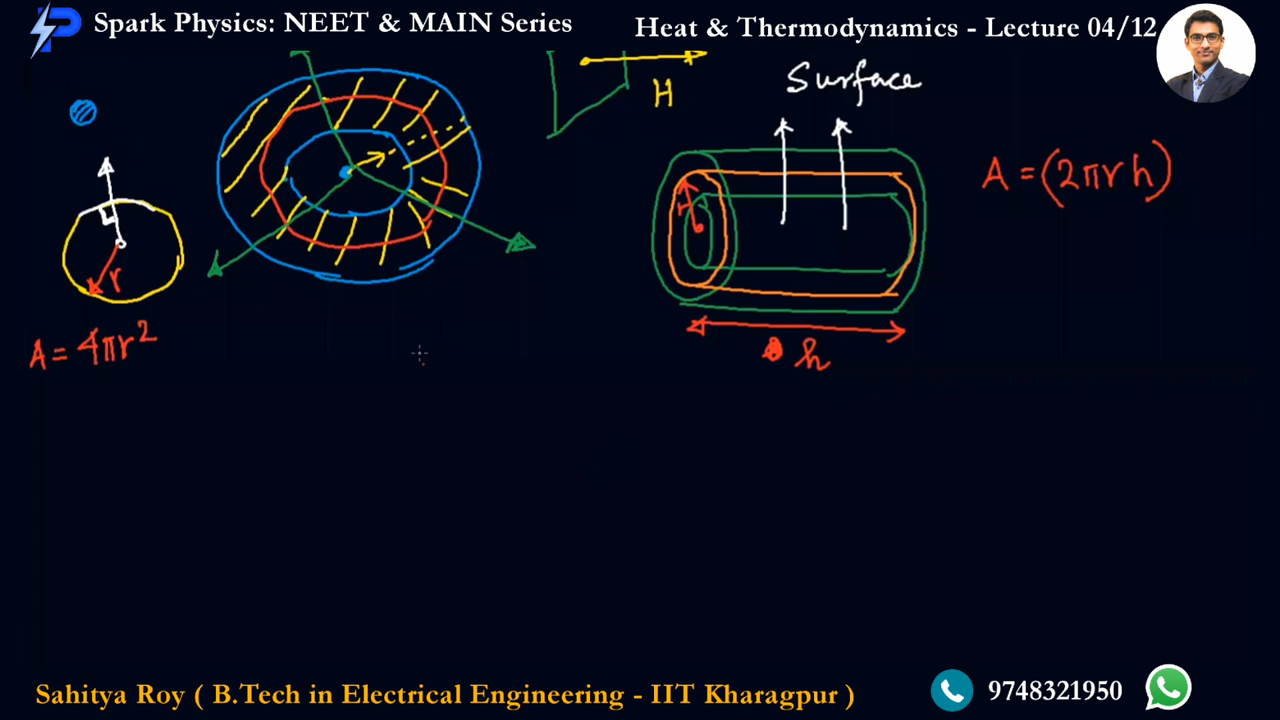 Spark Physics: NEET & MAIN Series
Heat & Thermodynamics - Lecture 04/12
H
Surface
A = (2πrh)
r
r
A = 4πr²
h
Sahitya Roy ( B.Tech in Electrical Engineering - IIT Kharagpur )
9748321950